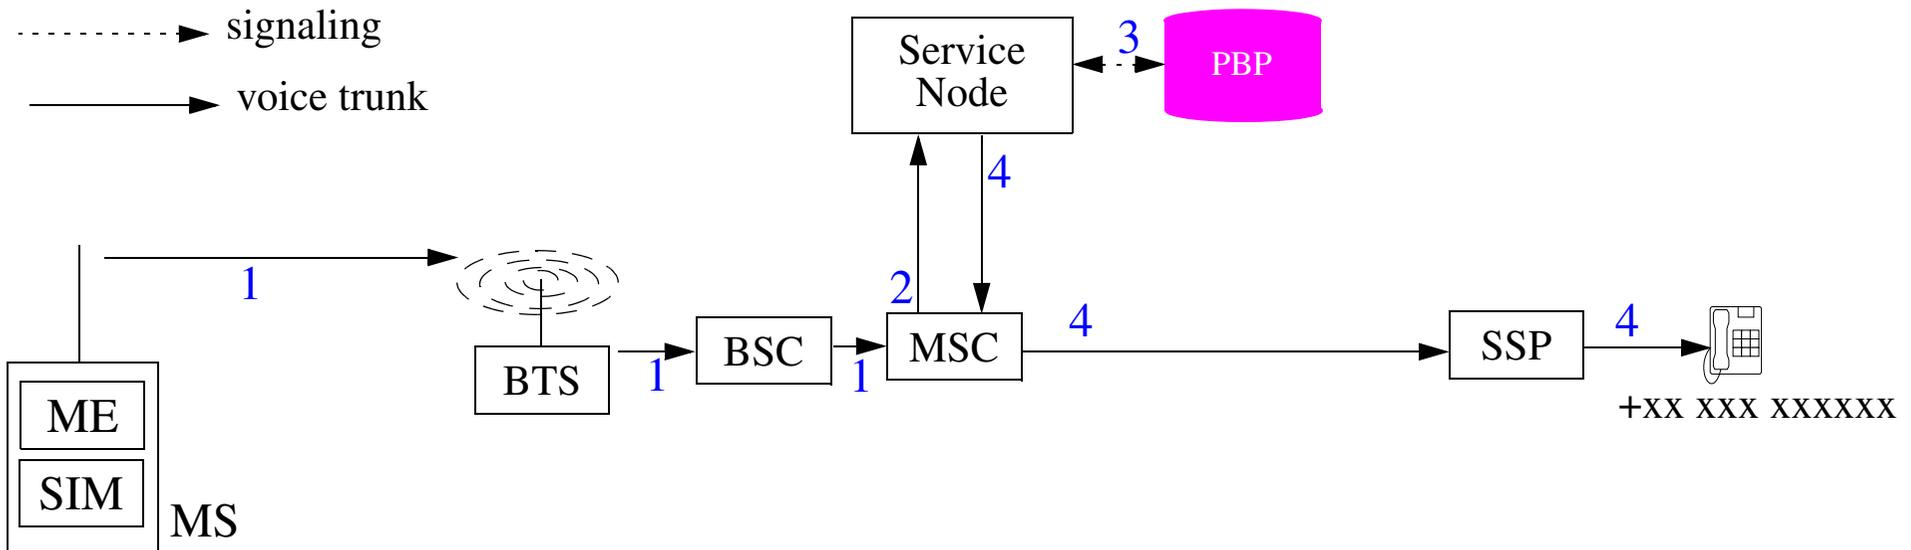 signaling
voice trunk
Service
Node
3
PBP
4
1
2
4
4
BTS
1
BSC
1
MSC
SSP
+xx xxx xxxxxx
ME
SIM
MS